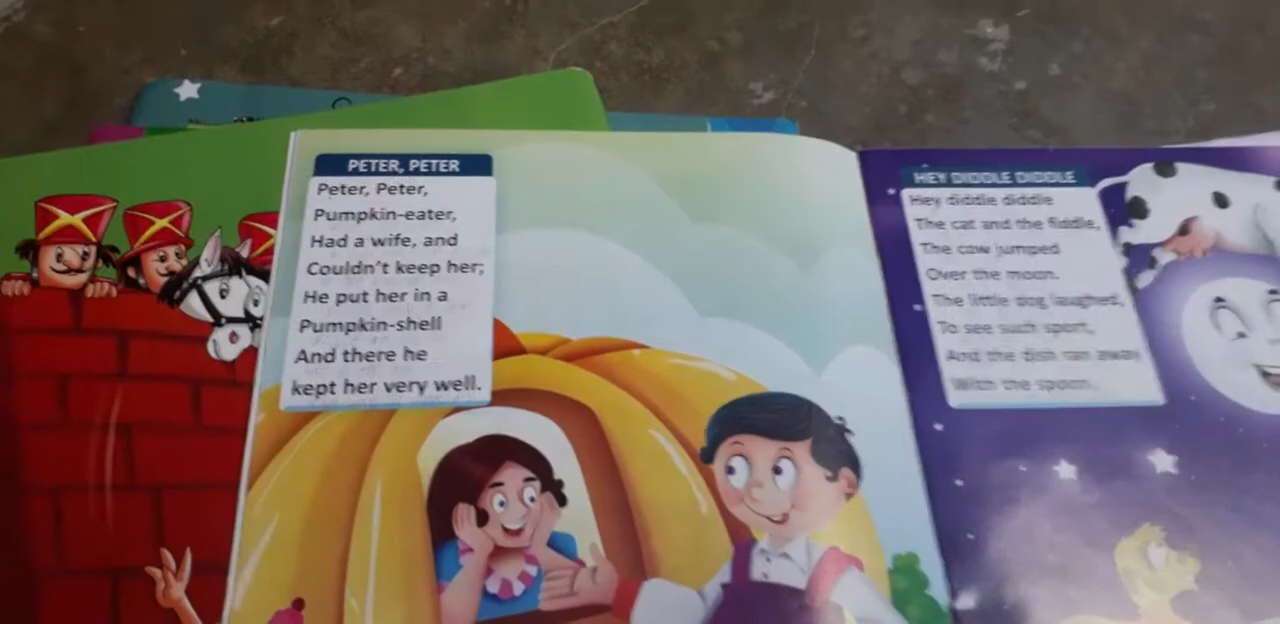 PETER, PETER
Peter, Peter,
Pumpkin-eater,
Had a wife, and
Couldn't keep her;
He put her in a
Pumpkin-shell
And there he
kept her very well.
HEY DIDDLE DIDDLE
Hey diddle diddle
The cat and the fiddle,
The cow jumped
Over the moon.
The little dog laughed,
To see such sport,
And the dish ran away
With the spoon.